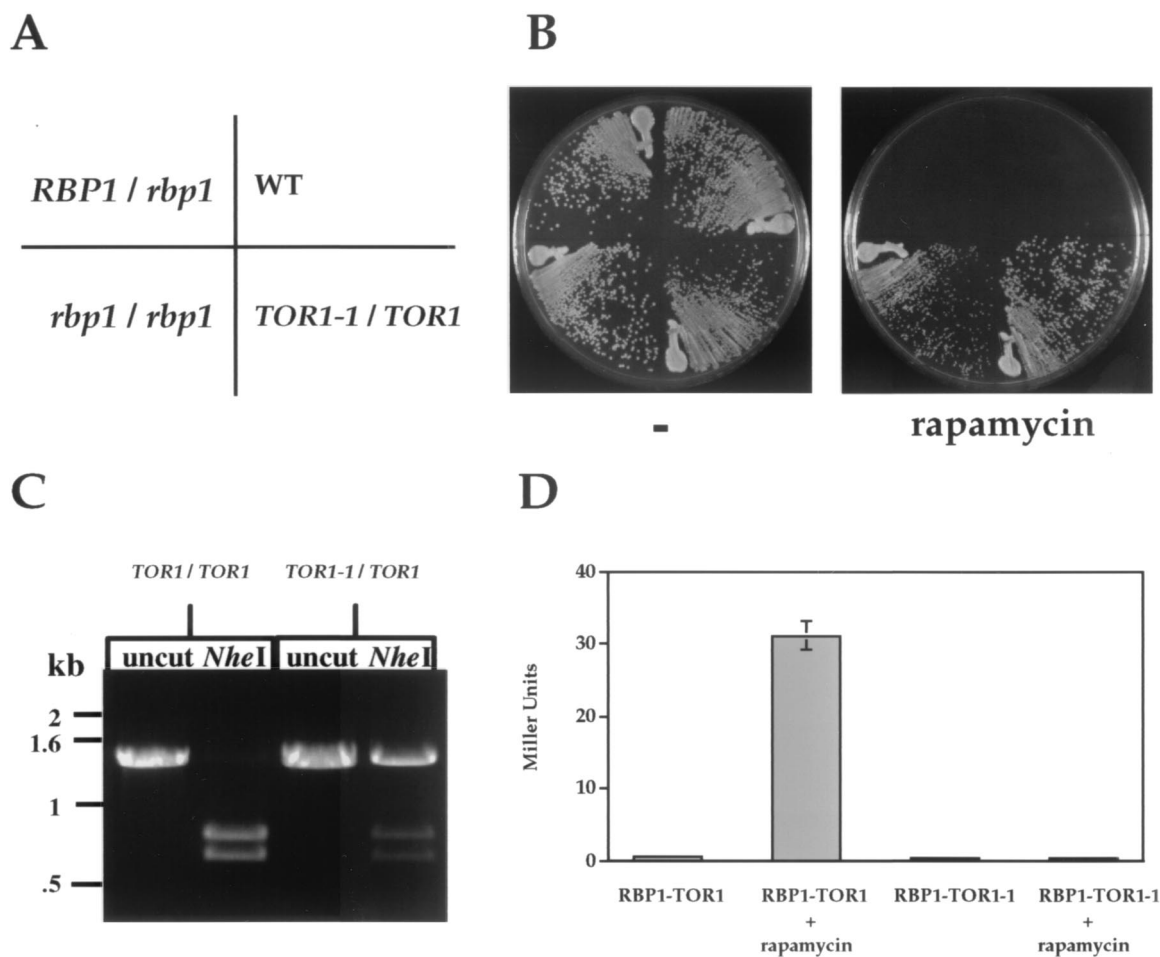 A
B
RBP1 / rbp1
WT
rbp1 / rbp1
TOR1-1 / TOR1
-
rapamycin
C
D
TOR1 / TOR1
TOR1-1 / TOR1
uncut NheI uncut NheI
kb
2
1.6
1
.5
Miller Units
40
30
20
10
0
RBP1-TOR1
RBP1-TOR1
+
rapamycin
RBP1-TOR1-1
RBP1-TOR1-1
+
rapamycin